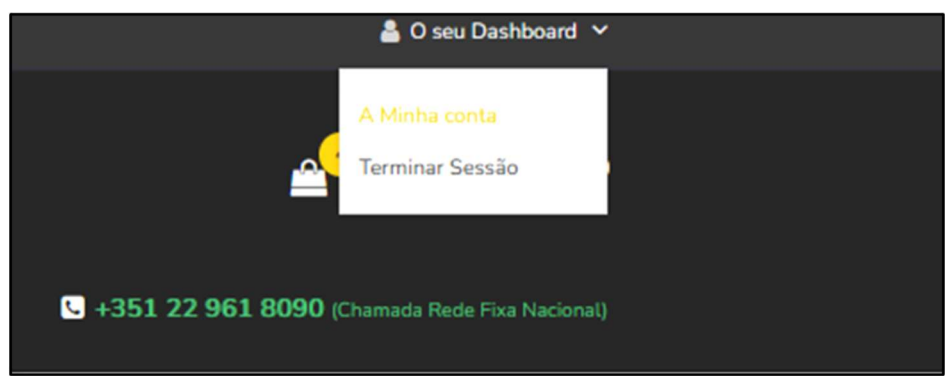 O seu Dashboard
A Minha conta
Terminar Sessão
+351 22 961 8090 (Chamada Rede Fixa Nacional)